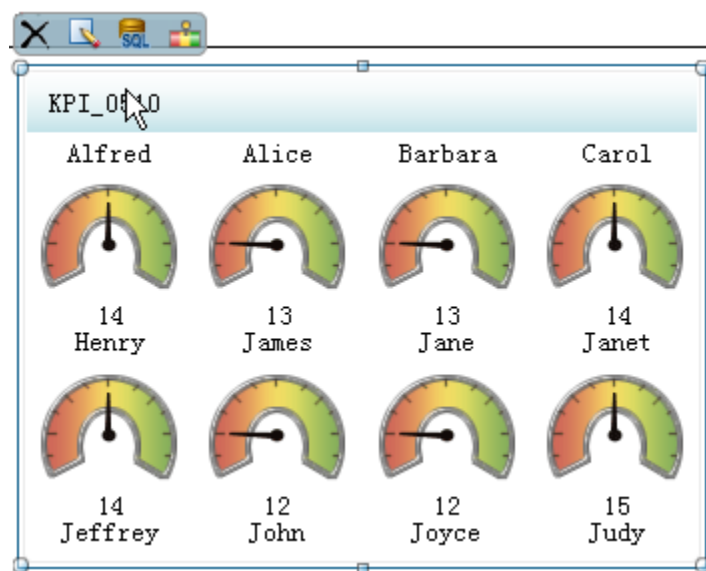 SQL
KPI_0510
Alfred Alice Barbara Carol
14 13 13 14
Henry James Jane Janet
14 12 12 15
Jeffrey John Joyce Judy